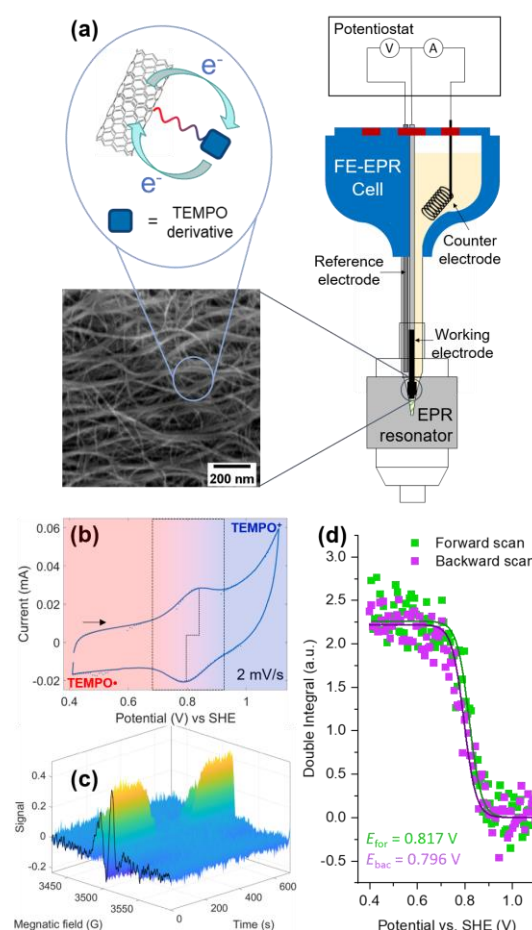 (a)
e⁻
e⁻
= TEMPO
derivative
200 nm
Potentiostat
V
A
FE-EPR
Cell
Counter
electrode
Reference
electrode
Working
electrode
EPR
resonator
(b)
0.06
0.04
0.02
0
-0.02
Current (mA)
TEMPO⁺
TEMPO•
2 mV/s
0.4
0.6
0.8
1
Potential (V) vs SHE
(c)
0.4
0.2
0
-0.2
Signal
3450
3500
3550
Megnatic field (G)
0
200
400
600
Time (s)
(d)
Forward scan
Backward scan
3.0
2.5
2.0
1.5
1.0
0.5
0.0
-0.5
Double Integral (a.u.)
E for = 0.817 V
E bac = 0.796 V
0.4
0.6
0.8
1.0
Potential vs. SHE (V)